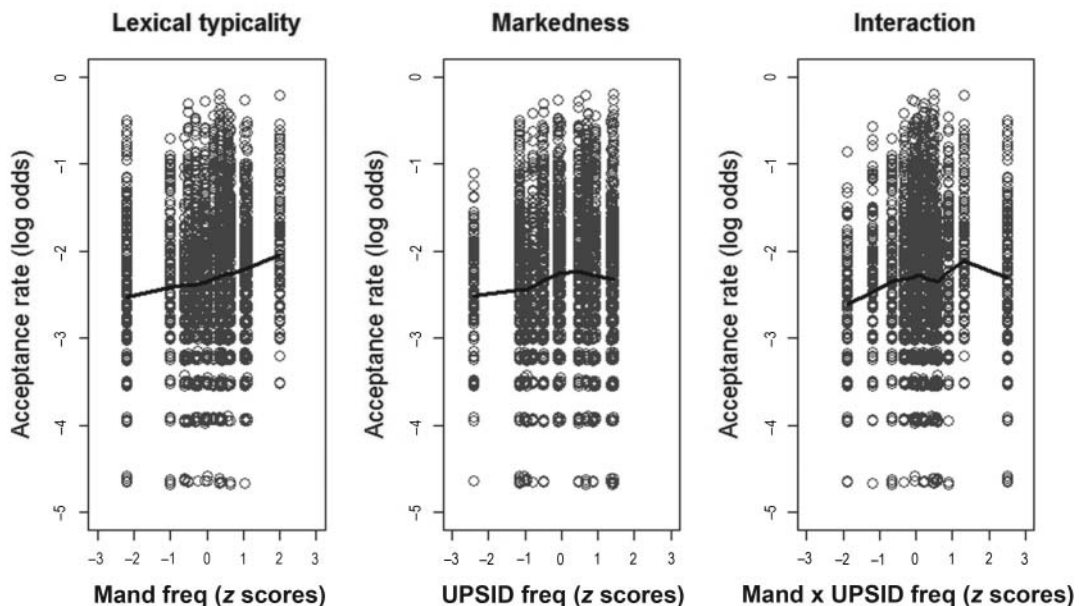 Lexical typicality
Acceptance rate (log odds)
0
–1
–2
–3
–4
–5
–3 –2 –1 0 1 2 3
Mand freq (z scores)
Markedness
Acceptance rate (log odds)
0
–1
–2
–3
–4
–5
–3 –2 –1 0 1 2 3
UPSID freq (z scores)
Interaction
Acceptance rate (log odds)
0
–1
–2
–3
–4
–5
–3 –2 –1 0 1 2 3
Mand x UPSID freq (z scores)